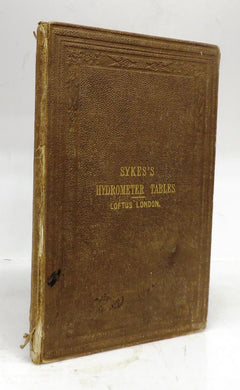 SYKES'S
HYDROMETER TABLES
LOFTUS LONDON.